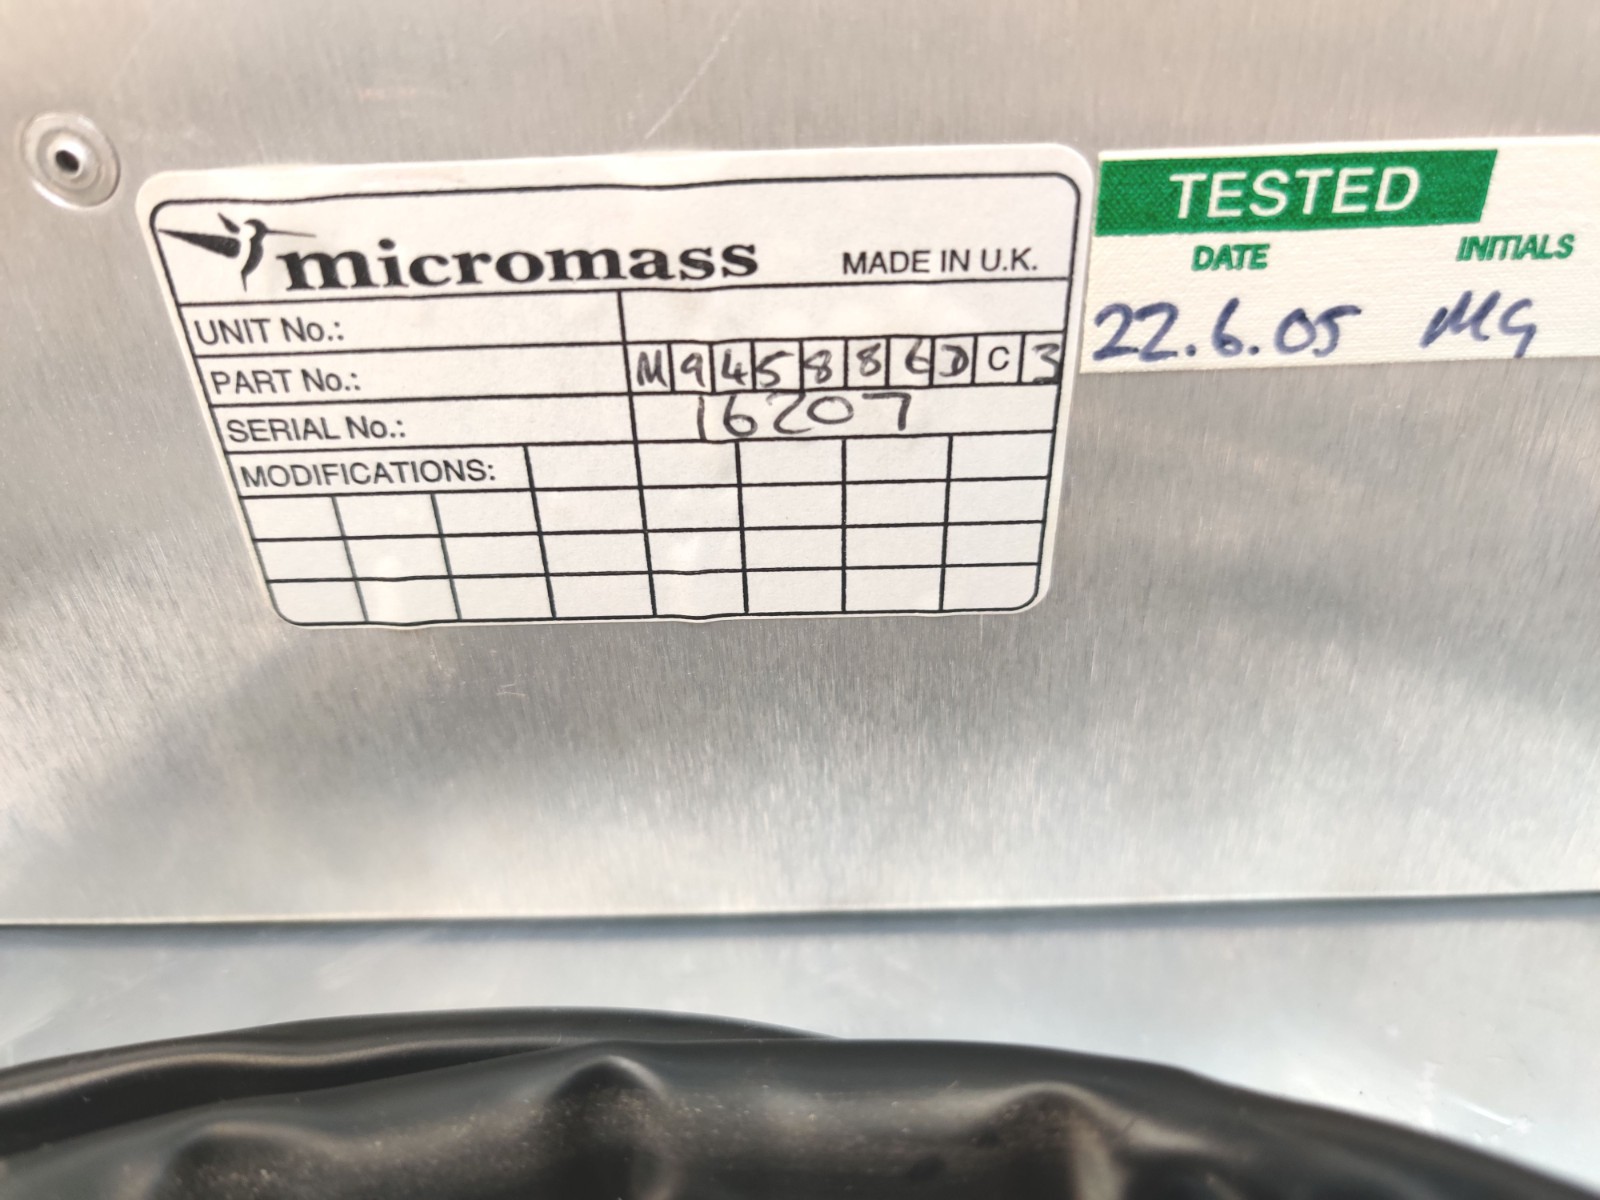 micromass MADE IN U.K.
UNIT No.:
PART No.: M945886DC3
SERIAL No.: 16207
MODIFICATIONS:
TESTED
DATE INITIALS
22.6.05 MG